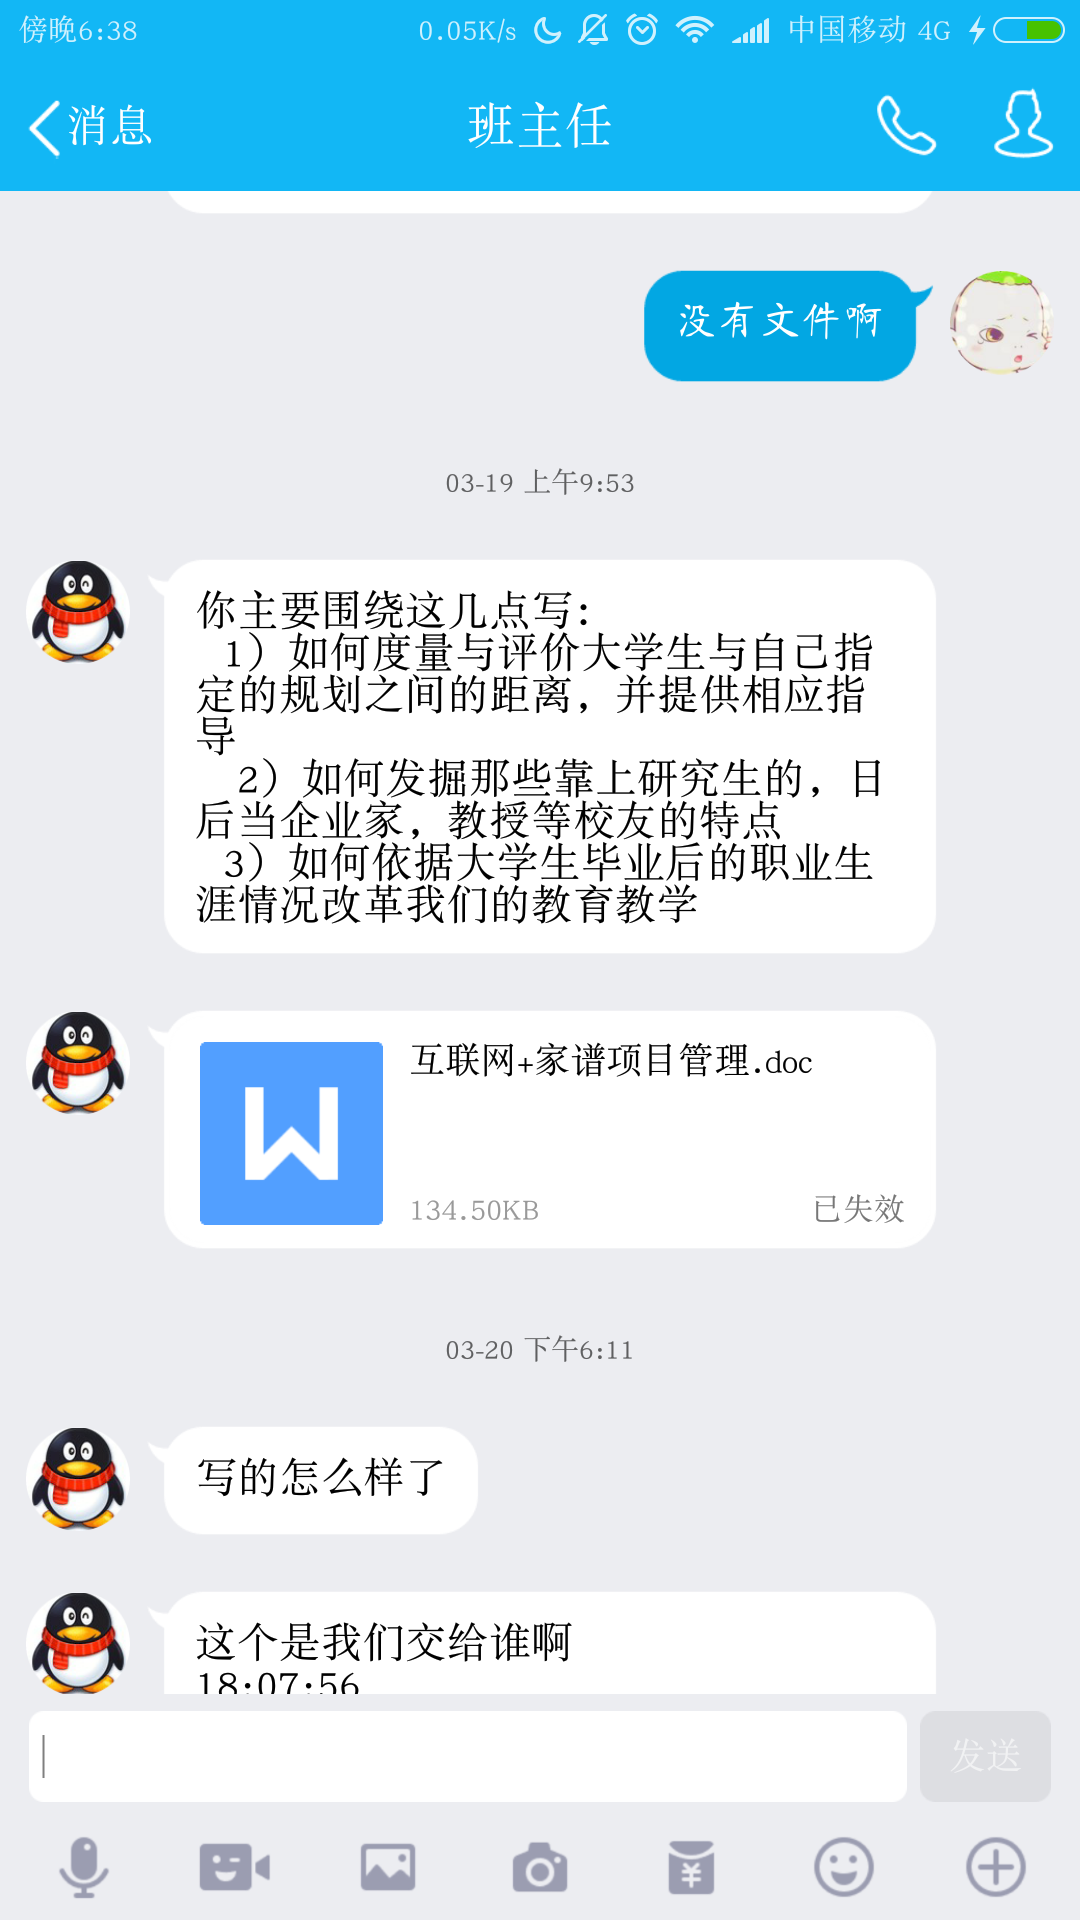 傍晚6:38
0.05K/s
中国移动 4G
消息
班主任
没有文件啊
03-19 上午9:53
你主要围绕这几点写:
1）如何度量与评价大学生与自己指
定的规划之间的距离，并提供相应指
导
2）如何发掘那些靠上研究生的，日
后当企业家，教授等校友的特点
3）如何依据大学生毕业后的职业生
涯情况改革我们的教育教学
互联网+家谱项目管理.doc
134.50KB
已失效
03-20 下午6:11
写的怎么样了
这个是我们交给谁啊
18:07:56
发送